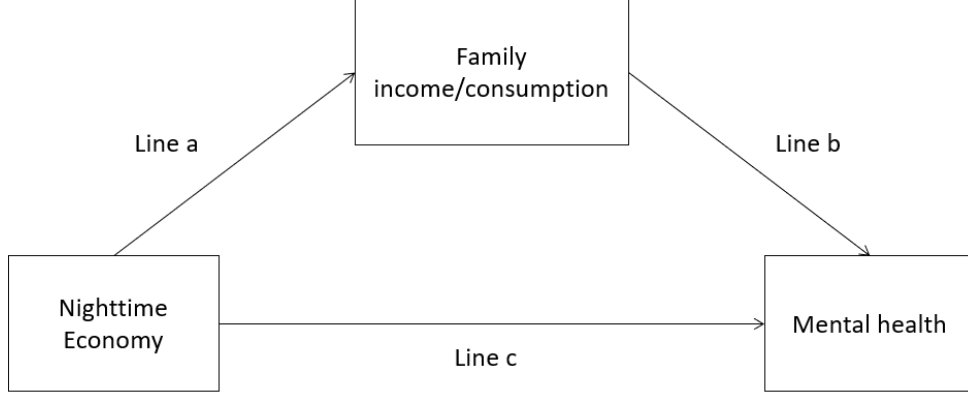 Family
income/consumption
Line a
Line b
Nighttime
Economy
Mental health
Line c